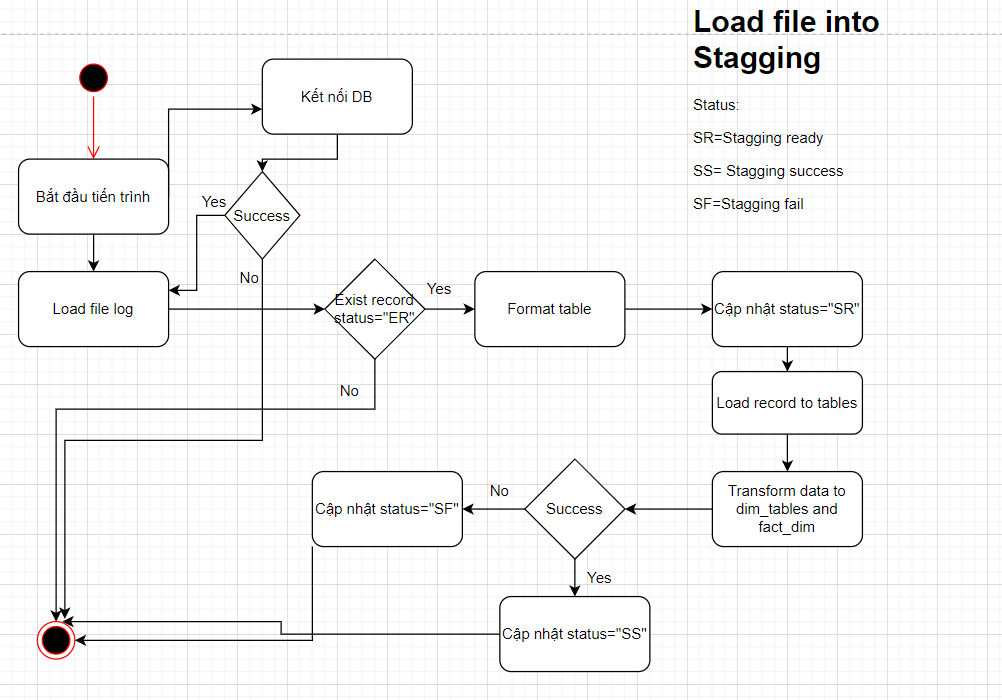 Load file into
Stagging
Status:
SR=Stagging ready
SS= Stagging success
SF=Stagging fail
Kết nối DB
Bắt đầu tiến trình
Yes
Success
No
Load file log
Exist record
status="ER"
Yes
Format table
Cập nhật status="SR"
No
Load record to tables
Transform data to
dim_tables and
fact_dim
Success
No
Cập nhật status="SF"
Yes
Cập nhật status="SS"